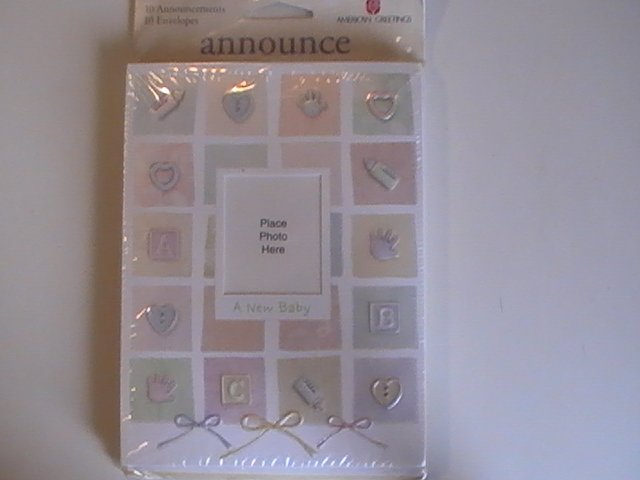 10 Announcements
10 Envelopes
AMERICAN GREETINGS
announce
Place
Photo
Here
A
A New Baby
B
C